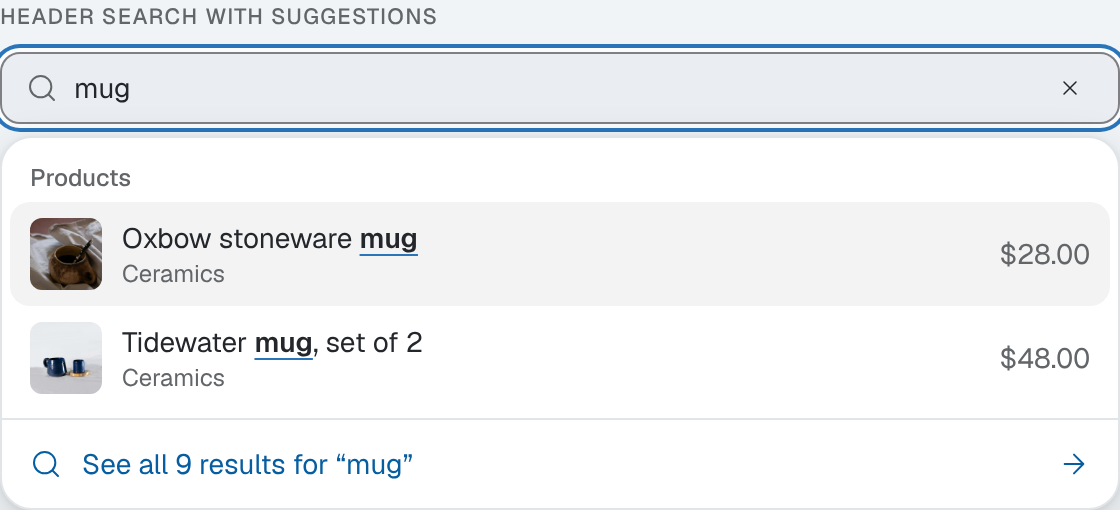 HEADER SEARCH WITH SUGGESTIONS
mug
Products
Oxbow stoneware mug
Ceramics
$28.00
Tidewater mug, set of 2
Ceramics
$48.00
See all 9 results for “mug”